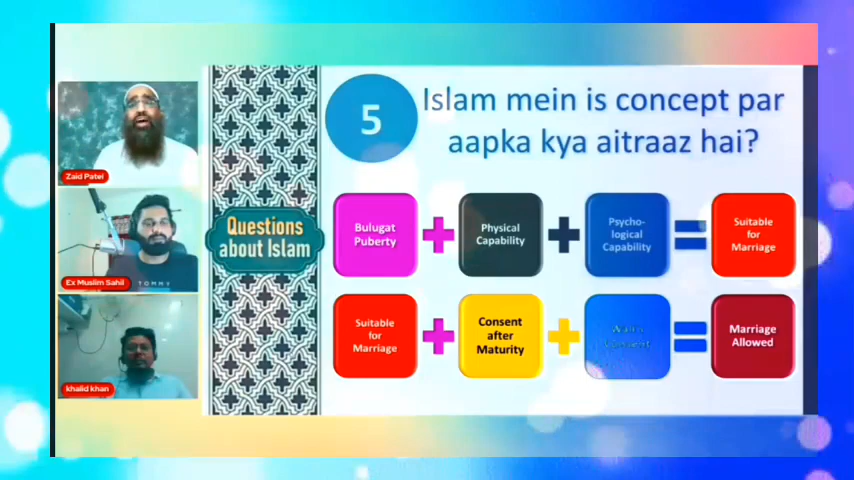 Zaid Patel
Ex Muslim Sahil
TOMMY
khalid khan
Questions
about Islam
5
Islam mein is concept par
aapka kya aitraaz hai?
Bulugat
Puberty
+
Physical
Capability
+
Psycho-
logical
Capability
=
Suitable
for
Marriage
Suitable
for
Marriage
+
Consent
after
Maturity
+
Consent
=
Marriage
Allowed